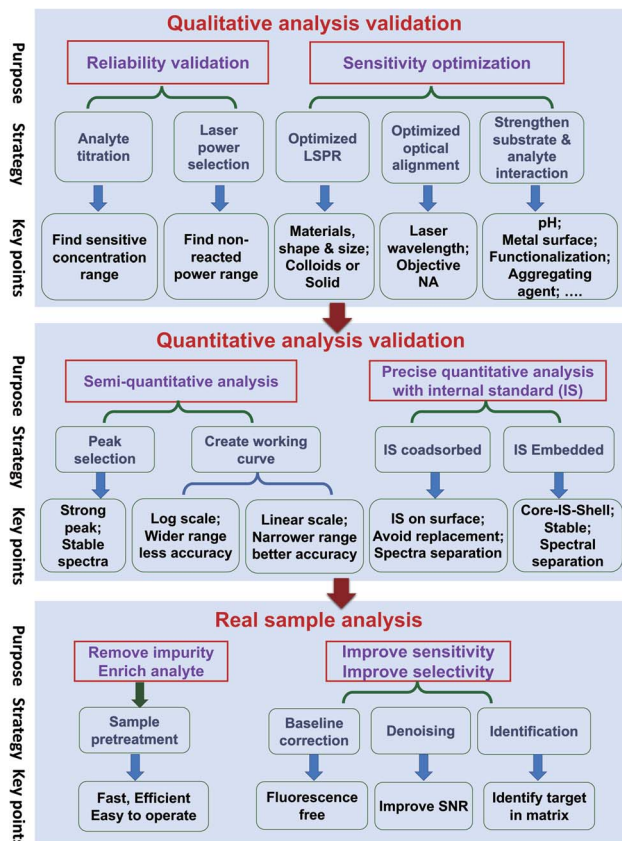 Qualitative analysis validation
Purpose
Reliability validation
Sensitivity optimization
Strategy
Analyte
titration
Laser
power
selection
Optimized
LSPR
Optimized
optical
alignment
Strengthen
substrate &
analyte
interaction
Key points
Find sensitive
concentration
range
Find non-
reacted
power range
Materials,
shape & size;
Colloids or
Solid
Laser
wavelength;
Objective
NA
pH;
Metal surface;
Functionalization;
Aggregating
agent; ....
Quantitative analysis validation
Purpose
Semi-quantitative analysis
Precise quantitative analysis
with internal standard (IS)
Strategy
Peak
selection
Create working
curve
IS coadsorbed
IS Embedded
Key points
Strong
peak;
Stable
spectra
Log scale;
Wider range
less accuracy
Linear scale;
Narrower range
better accuracy
IS on surface;
Avoid replacement;
Spectra separation
Core-IS-Shell;
Stable;
Spectral
separation
Real sample analysis
Purpose
Remove impurity
Enrich analyte
Improve sensitivity
Improve selectivity
Strategy
Sample
pretreatment
Baseline
correction
Denoising
Identification
Key points
Fast, Efficient
Easy to operate
Fluorescence
free
Improve SNR
Identify target
in matrix